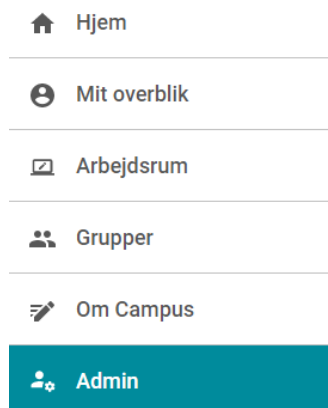 Hjem
Mit overblik
Arbejdsrum
Grupper
Om Campus
Admin